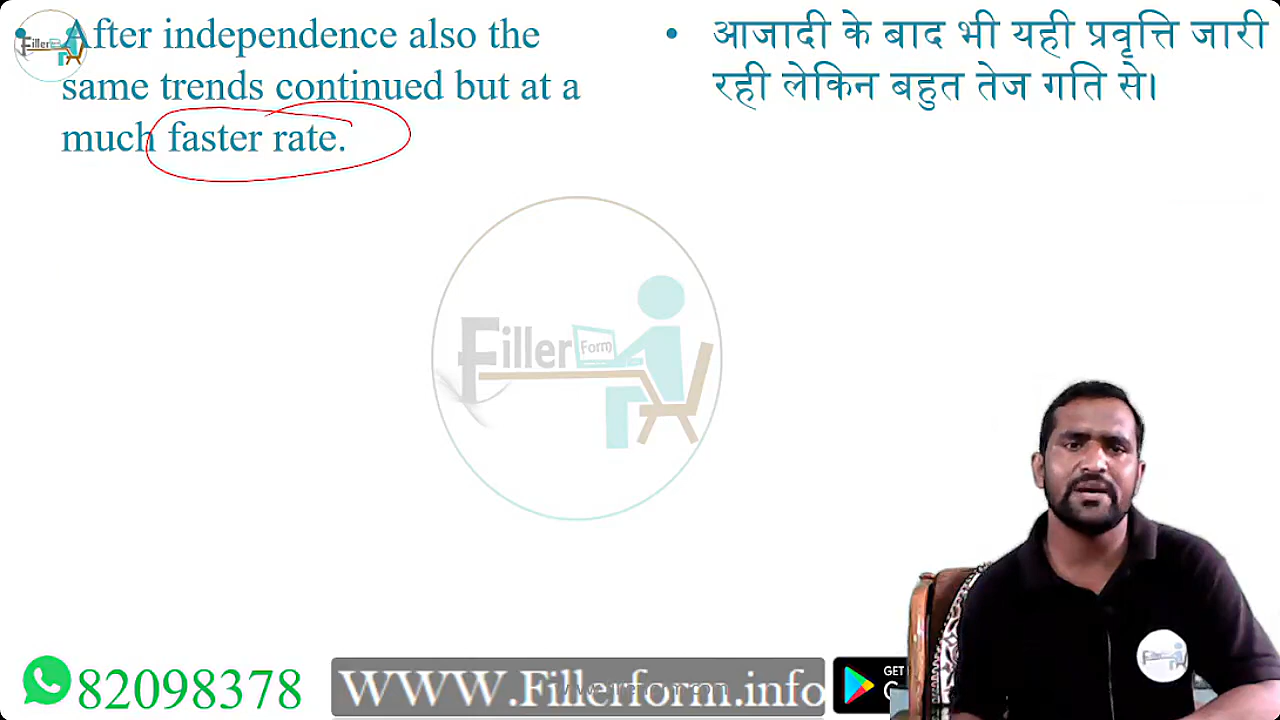 After independence also the
same trends continued but at a
much faster rate.
• आजादी के बाद भी यही प्रवृत्ति जारी
रही लेकिन बहुत तेज गति से।
Filler Form
82098378
WWW.Fillerform.info
GET